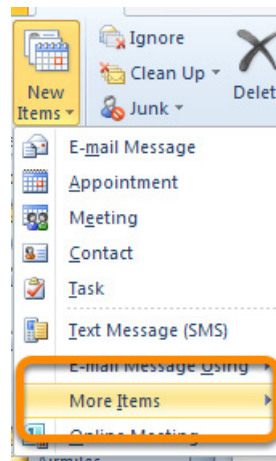 Ignore
Clean Up
Junk
Delet
New
Items
E-mail Message
Appointment
Meeting
Contact
Task
Text Message (SMS)
E-mail Message Using
More Items
Online Meeting